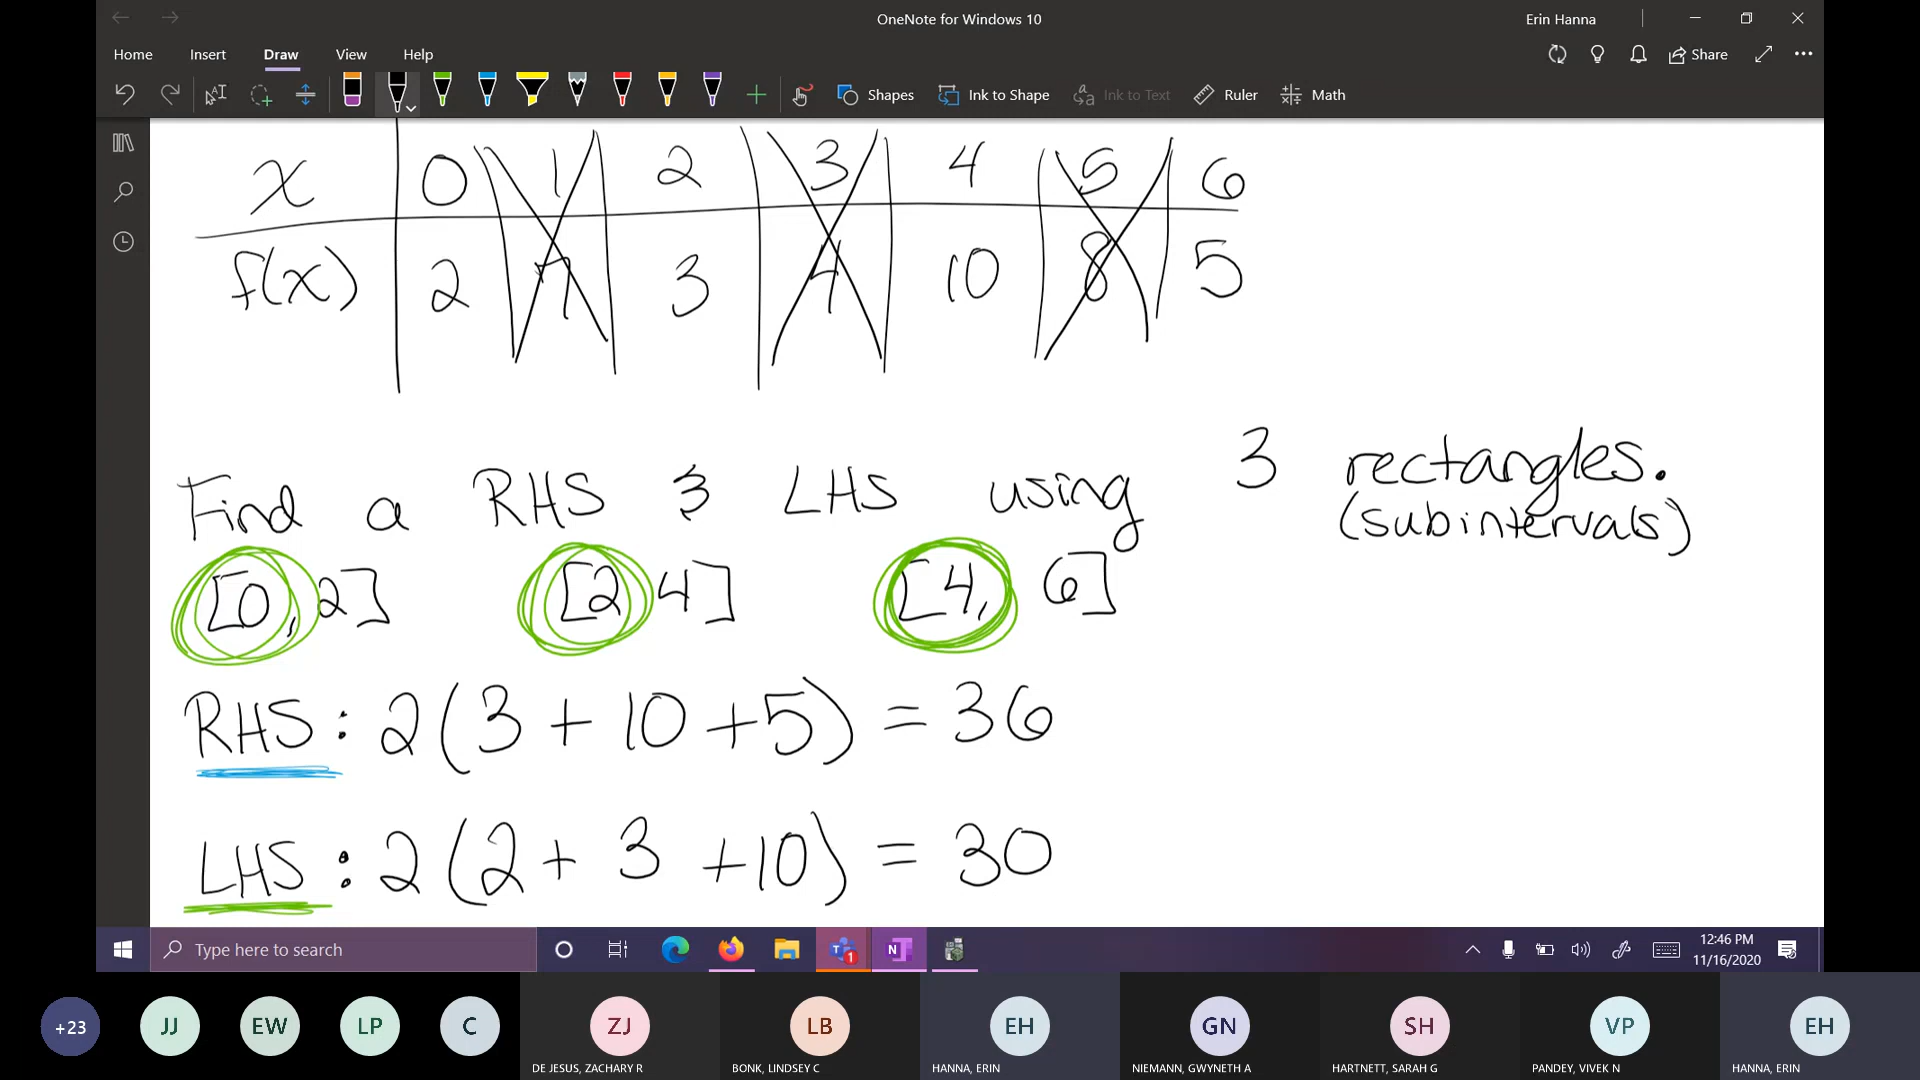 OneNote for Windows 10
Erin Hanna
Home Insert Draw View Help
Share
Shapes Ink to Shape Ink to Text Ruler Math
x 0 1 2 3 4 5 6
f(x) 2 7 3 4 10 8 5
Find a RHS & LHS using 3 rectangles.
(subintervals)
[0, 2] [2 4] [4, 6]
RHS: 2(3 + 10 + 5) = 36
LHS: 2(2 + 3 + 10) = 30
Type here to search
1
12:46 PM
11/16/2020
+23 JJ EW LP C ZJ LB EH GN SH VP EH
DE JESUS, ZACHARY R BONK, LINDSEY C HANNA, ERIN NIEMANN, GWYNETH A HARTNETT, SARAH G PANDEY, VIVEK N HANNA, ERIN